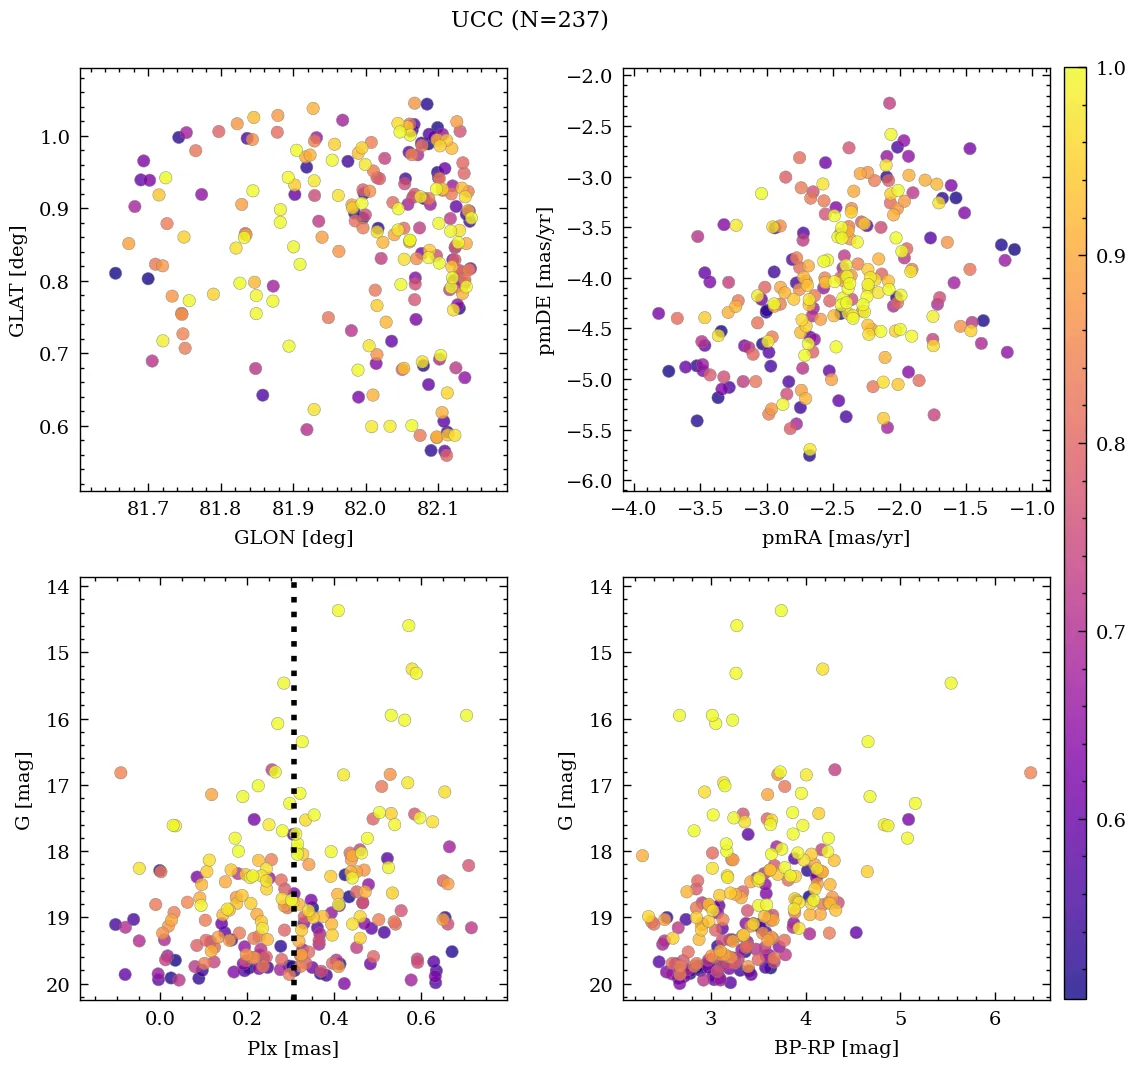 UCC (N=237)
1.0
0.9
0.8
0.7
0.6
GLAT [deg]
81.7 81.8 81.9 82.0 82.1
GLON [deg]
−2.0
−2.5
−3.0
−3.5
−4.0
−4.5
−5.0
−5.5
−6.0
pmDE [mas/yr]
−4.0 −3.5 −3.0 −2.5 −2.0 −1.5 −1.0
pmRA [mas/yr]
14
15
16
17
18
19
20
G [mag]
0.0 0.2 0.4 0.6
Plx [mas]
14
15
16
17
18
19
20
G [mag]
3 4 5 6
BP-RP [mag]
1.0
0.9
0.8
0.7
0.6